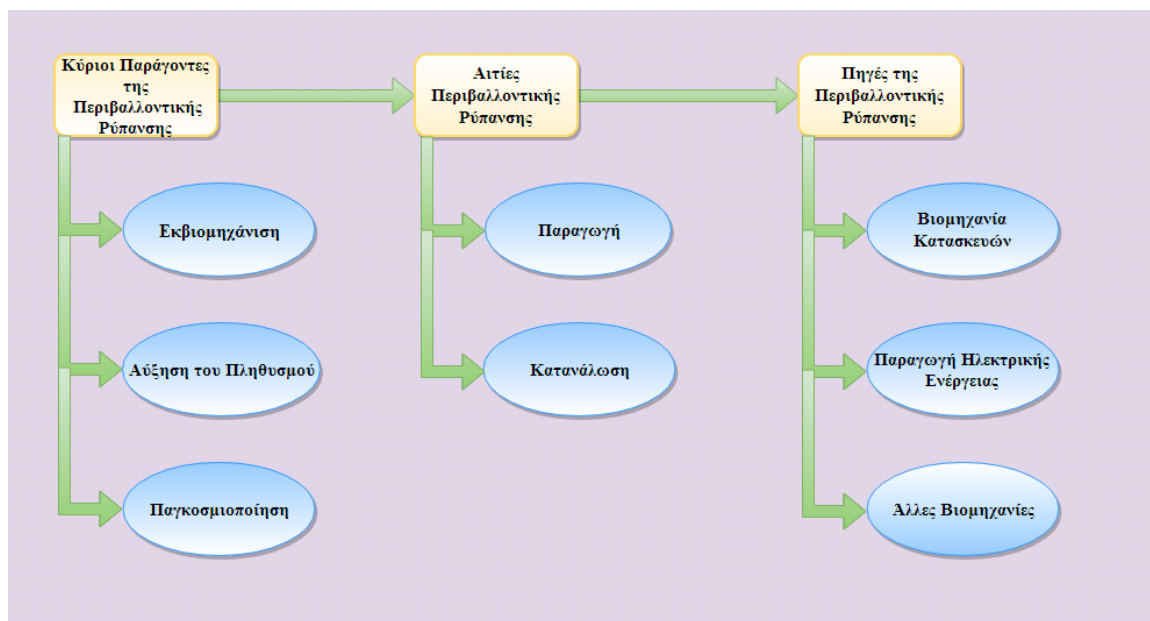 Κύριοι Παράγοντες
της
Περιβαλλοντικής
Ρύπανσης
Εκβιομηχάνιση
Αύξηση του Πληθυσμού
Παγκοσμιοποίηση
Αιτίες
Περιβαλλοντικής
Ρύπανσης
Παραγωγή
Κατανάλωση
Πηγές της
Περιβαλλοντικής
Ρύπανσης
Βιομηχανία
Κατασκευών
Παραγωγή Ηλεκτρικής
Ενέργειας
Άλλες Βιομηχανίες